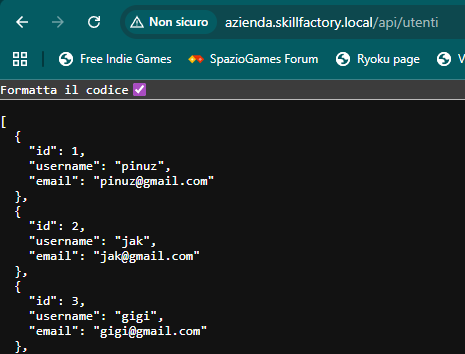 Non sicuro azienda.skillfactory.local/api/utenti
Free Indie Games SpazioGames Forum Ryoku page V
Formatta il codice
[
  {
    "id": 1,
    "username": "pinuz",
    "email": "pinuz@gmail.com"
  },
  {
    "id": 2,
    "username": "jak",
    "email": "jak@gmail.com"
  },
  {
    "id": 3,
    "username": "gigi",
    "email": "gigi@gmail.com"
  },